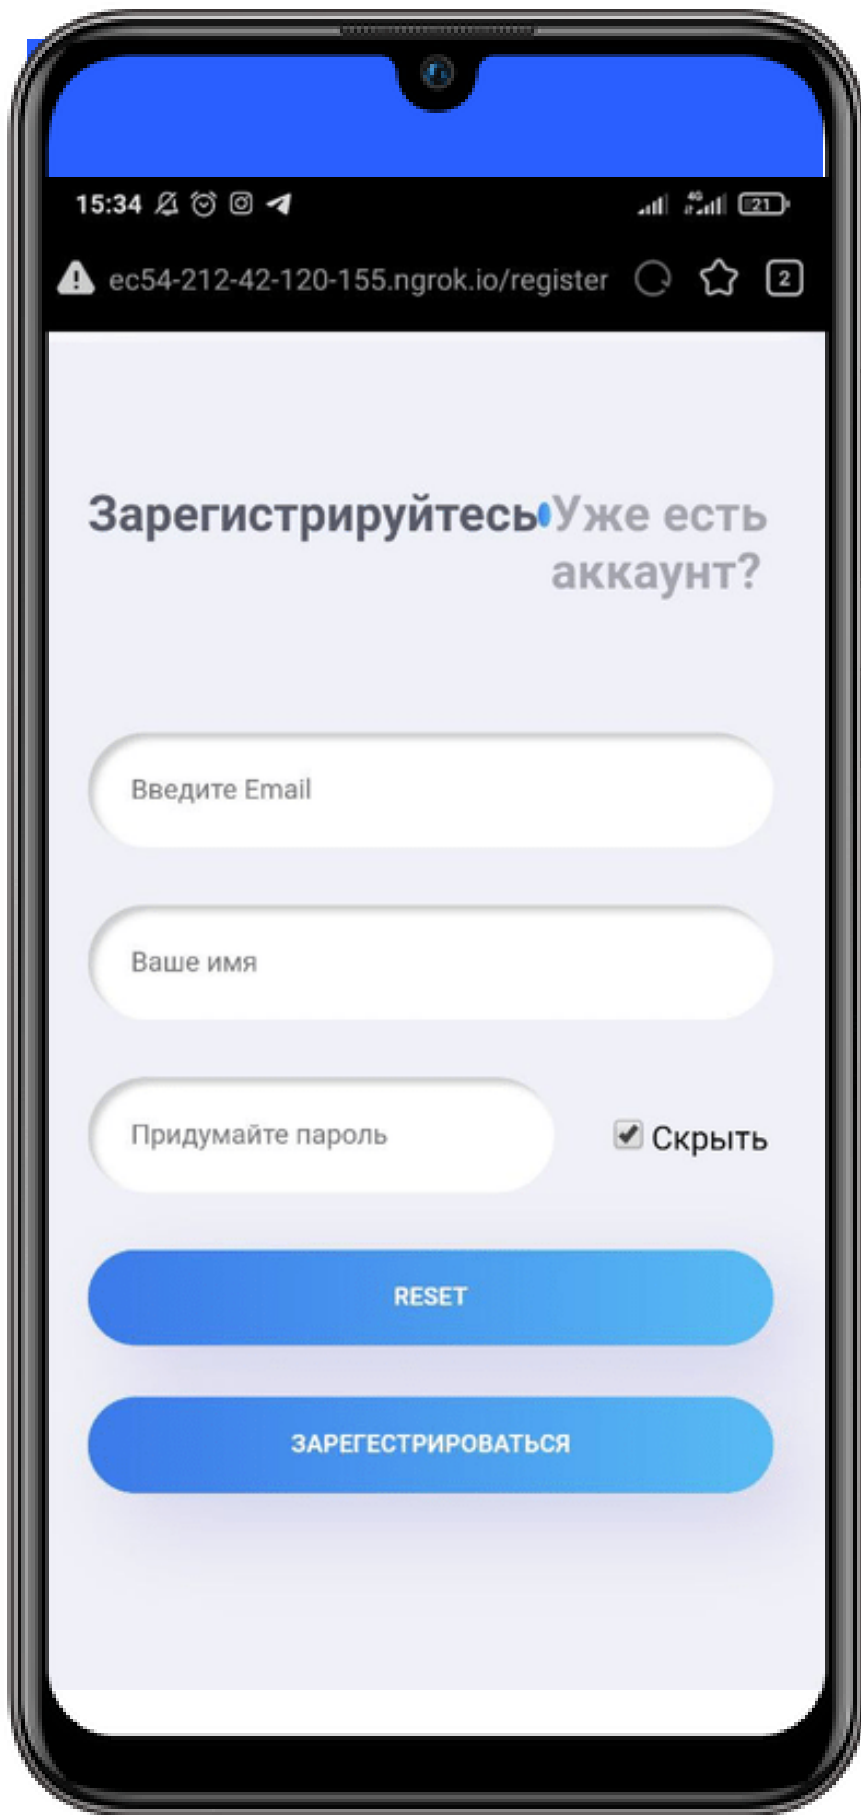 15:34 4G 21
ec54-212-42-120-155.ngrok.io/register 2
Зарегистрируйтесь Уже есть
аккаунт?
Введите Email
Ваше имя
Придумайте пароль Скрыть
RESET
ЗАРЕГЕСТРИРОВАТЬСЯ